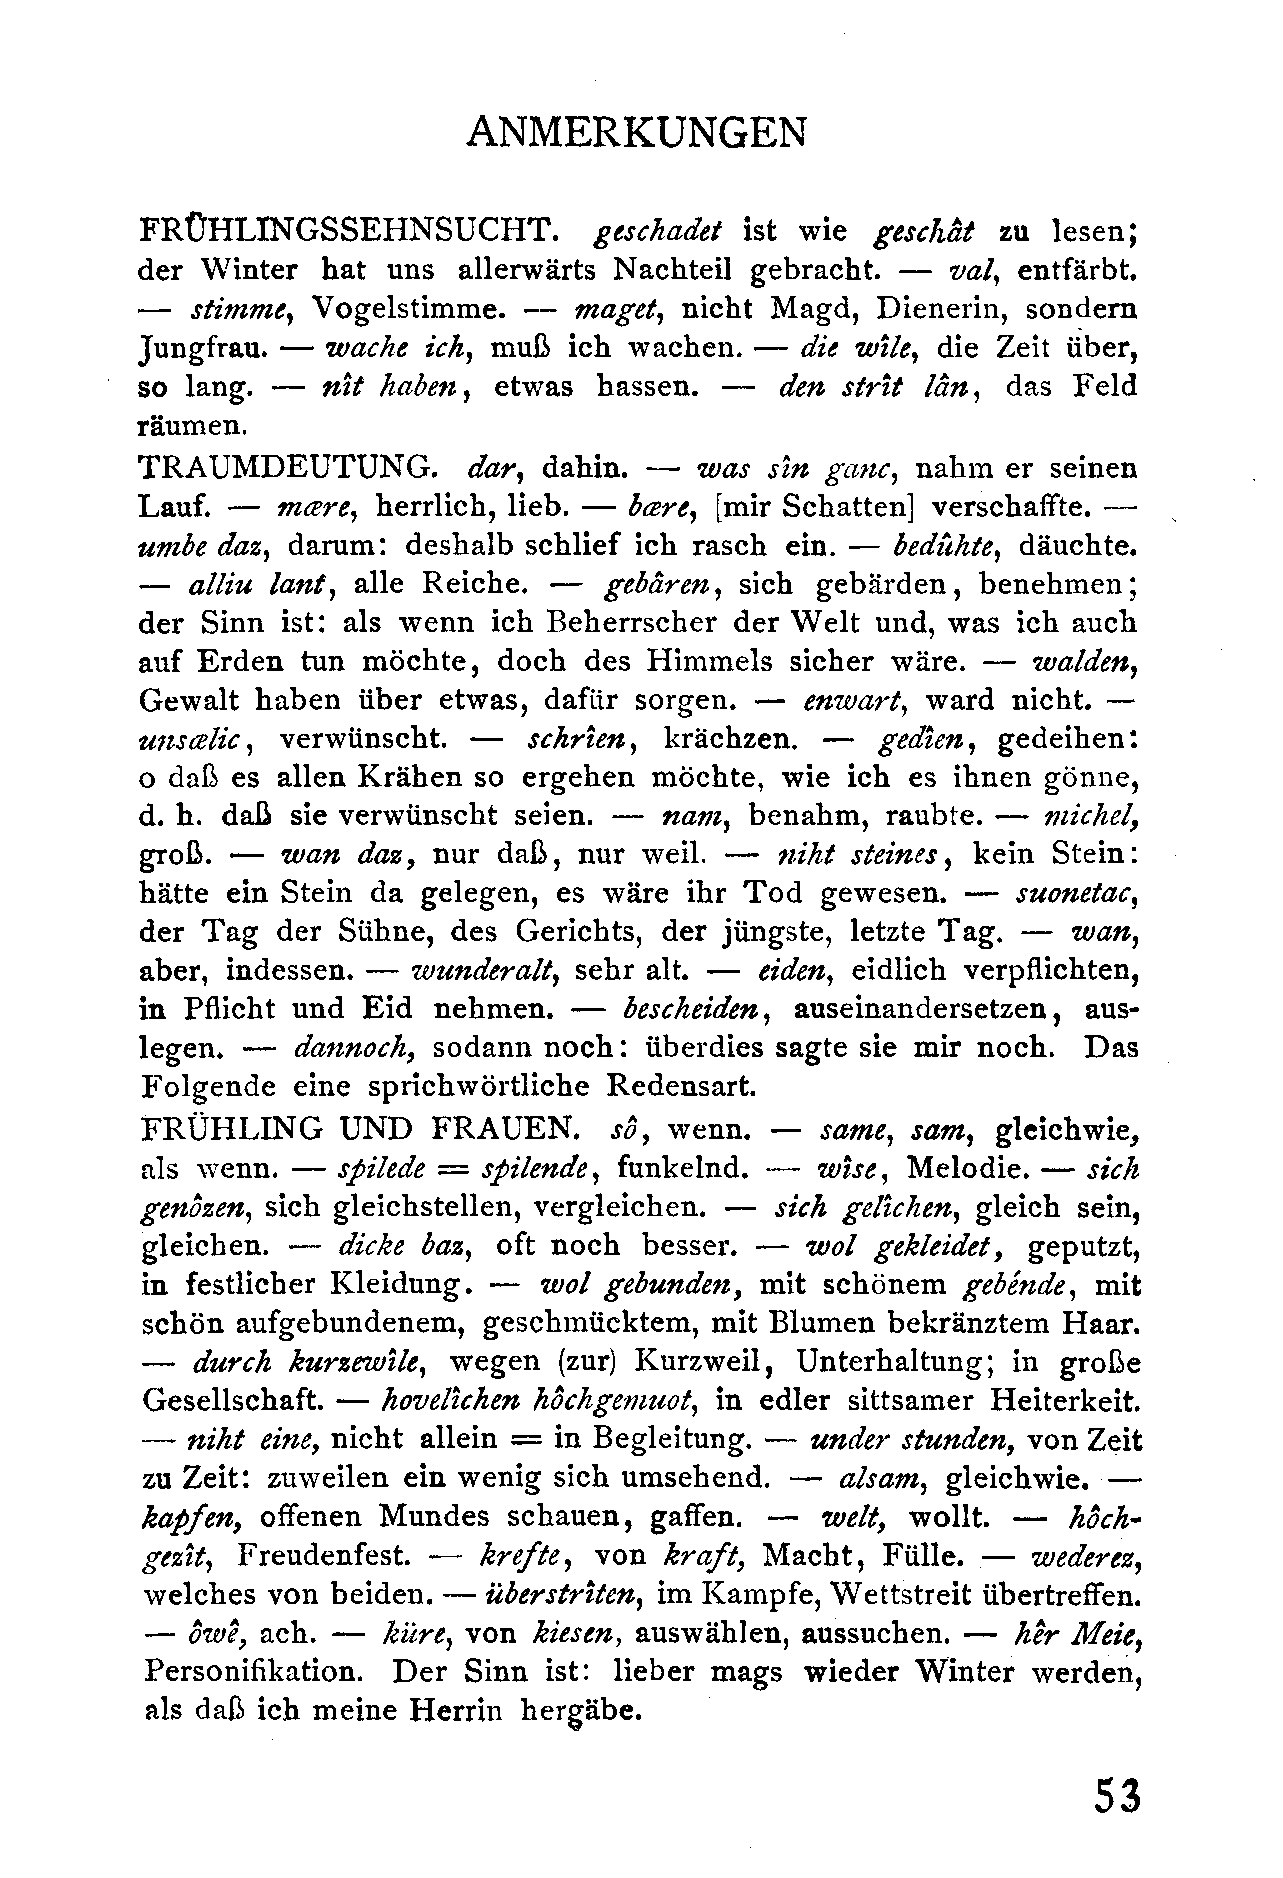 ANMERKUNGEN
FRÜHLINGSSEHNSUCHT. geschadet ist wie geschât zu lesen;
der Winter hat uns allerwärts Nachteil gebracht. — val, entfärbt.
— stimme, Vogelstimme. — maget, nicht Magd, Dienerin, sondern
Jungfrau. — wache ich, muß ich wachen. — die wîle, die Zeit über,
so lang. — nît haben, etwas hassen. — den strît lân, das Feld
räumen.
TRAUMDEUTUNG. dar, dahin. — was sîn ganc, nahm er seinen
Lauf. — mære, herrlich, lieb. — bære, [mir Schatten] verschaffte. —
umbe daz, darum: deshalb schlief ich rasch ein. — bedûhte, däuchte.
— alliu lant, alle Reiche. — gebâren, sich gebärden, benehmen;
der Sinn ist: als wenn ich Beherrscher der Welt und, was ich auch
auf Erden tun möchte, doch des Himmels sicher wäre. — walden,
Gewalt haben über etwas, dafür sorgen. — enwart, ward nicht. —
unsælic, verwünscht. — schrîen, krächzen. — gedîen, gedeihen:
o daß es allen Krähen so ergehen möchte, wie ich es ihnen gönne,
d. h. daß sie verwünscht seien. — nam, benahm, raubte. — michel,
groß. — wan daz, nur daß, nur weil. — niht steines, kein Stein:
hätte ein Stein da gelegen, es wäre ihr Tod gewesen. — suonetac,
der Tag der Sühne, des Gerichts, der jüngste, letzte Tag. — wan,
aber, indessen. — wunderalt, sehr alt. — eiden, eidlich verpflichten,
in Pflicht und Eid nehmen. — bescheiden, auseinandersetzen, aus-
legen. — dannoch, sodann noch: überdies sagte sie mir noch. Das
Folgende eine sprichwörtliche Redensart.
FRÜHLING UND FRAUEN. sô, wenn. — same, sam, gleichwie,
als wenn. — spilede = spilende, funkelnd. — wîse, Melodie. — sich
genôzen, sich gleichstellen, vergleichen. — sich gelîchen, gleich sein,
gleichen. — dicke baz, oft noch besser. — wol gekleidet, geputzt,
in festlicher Kleidung. — wol gebunden, mit schönem gebénde, mit
schön aufgebundenem, geschmücktem, mit Blumen bekränztem Haar.
— durch kurzewîle, wegen (zur) Kurzweil, Unterhaltung; in große
Gesellschaft. — hovelîchen hôchgemuot, in edler sittsamer Heiterkeit.
— niht eine, nicht allein = in Begleitung. — under stunden, von Zeit
zu Zeit: zuweilen ein wenig sich umsehend. — alsam, gleichwie. —
kapfen, offenen Mundes schauen, gaffen. — welt, wollt. — hôch-
gezît, Freudenfest. — krefte, von kraft, Macht, Fülle. — wederez,
welches von beiden. — überstrîten, im Kampfe, Wettstreit übertreffen.
— ôwê, ach. — küre, von kiesen, auswählen, aussuchen. — hêr Meie,
Personifikation. Der Sinn ist: lieber mags wieder Winter werden,
als daß ich meine Herrin hergäbe.
53